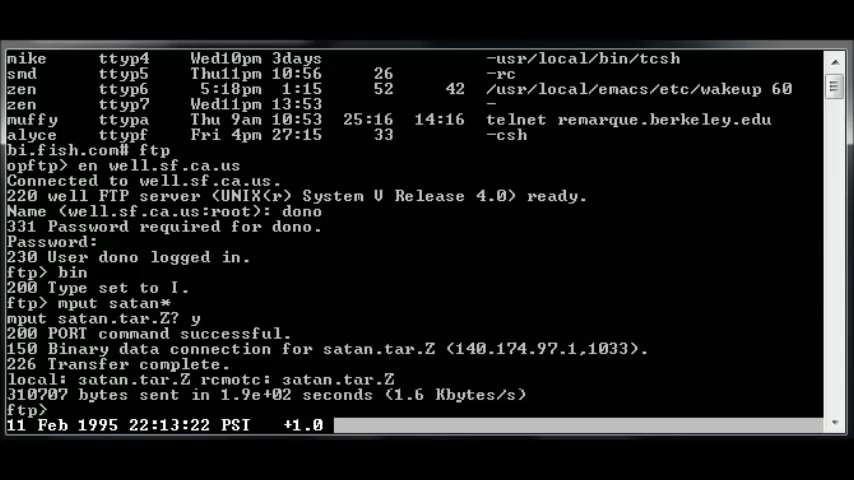 mike     ttyp4    Wed10pm 3days                    -usr/local/bin/tcsh
smd      ttyp5    Thu11pm 10:56      26            -rc
zen      ttyp6     5:18pm  1:15      52     42 /usr/local/emacs/etc/wakeup 60
zen      ttyp7    Wed11pm 13:53                    -
muffy    ttypa    Thu 9am 10:53   25:16  14:16 telnet remarque.berkeley.edu
alyce    ttypf    Fri 4pm 27:15      33            -csh
bi.fish.com# ftp
opftp> en well.sf.ca.us
Connected to well.sf.ca.us.
220 well FTP server (UNIX(r) System V Release 4.0) ready.
Name (well.sf.ca.us:root): dono
331 Password required for dono.
Password:
230 User dono logged in.
ftp> bin
200 Type set to I.
ftp> mput satan*
mput satan.tar.Z? y
200 PORT command successful.
150 Binary data connection for satan.tar.Z (140.174.97.1,1033).
226 Transfer complete.
local: satan.tar.Z rcmotc: satan.tar.Z
310707 bytes sent in 1.9e+02 seconds (1.6 Kbytes/s)
ftp>
11 Feb 1995 22:13:22 PSI    +1.0